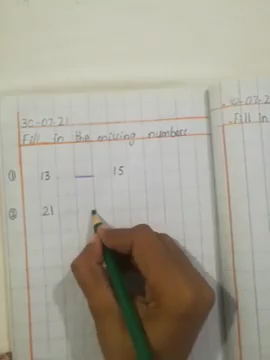 30-07-21
Fill in the missing numbers
① 13 __ 15
② 21
30-07-2
Fill in